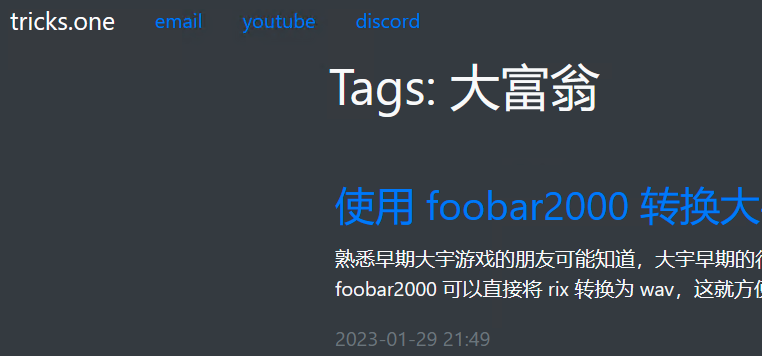 tricks.one email youtube discord
Tags: 大富翁
使用 foobar2000 转换大
熟悉早期大宇游戏的朋友可能知道，大宇早期的很
foobar2000 可以直接将 rix 转换为 wav，这就方便
2023-01-29 21:49